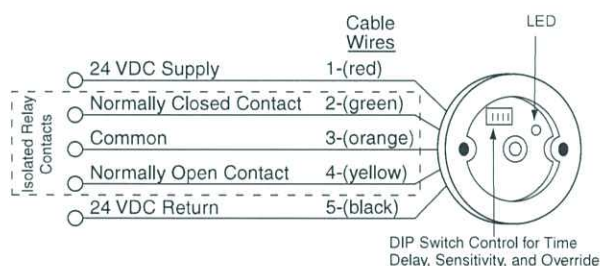 Cable
Wires
LED
24 VDC Supply 1-(red)
Normally Closed Contact 2-(green)
Common 3-(orange)
Normally Open Contact 4-(yellow)
24 VDC Return 5-(black)
Isolated Relay
Contacts
DIP Switch Control for Time
Delay, Sensitivity, and Override